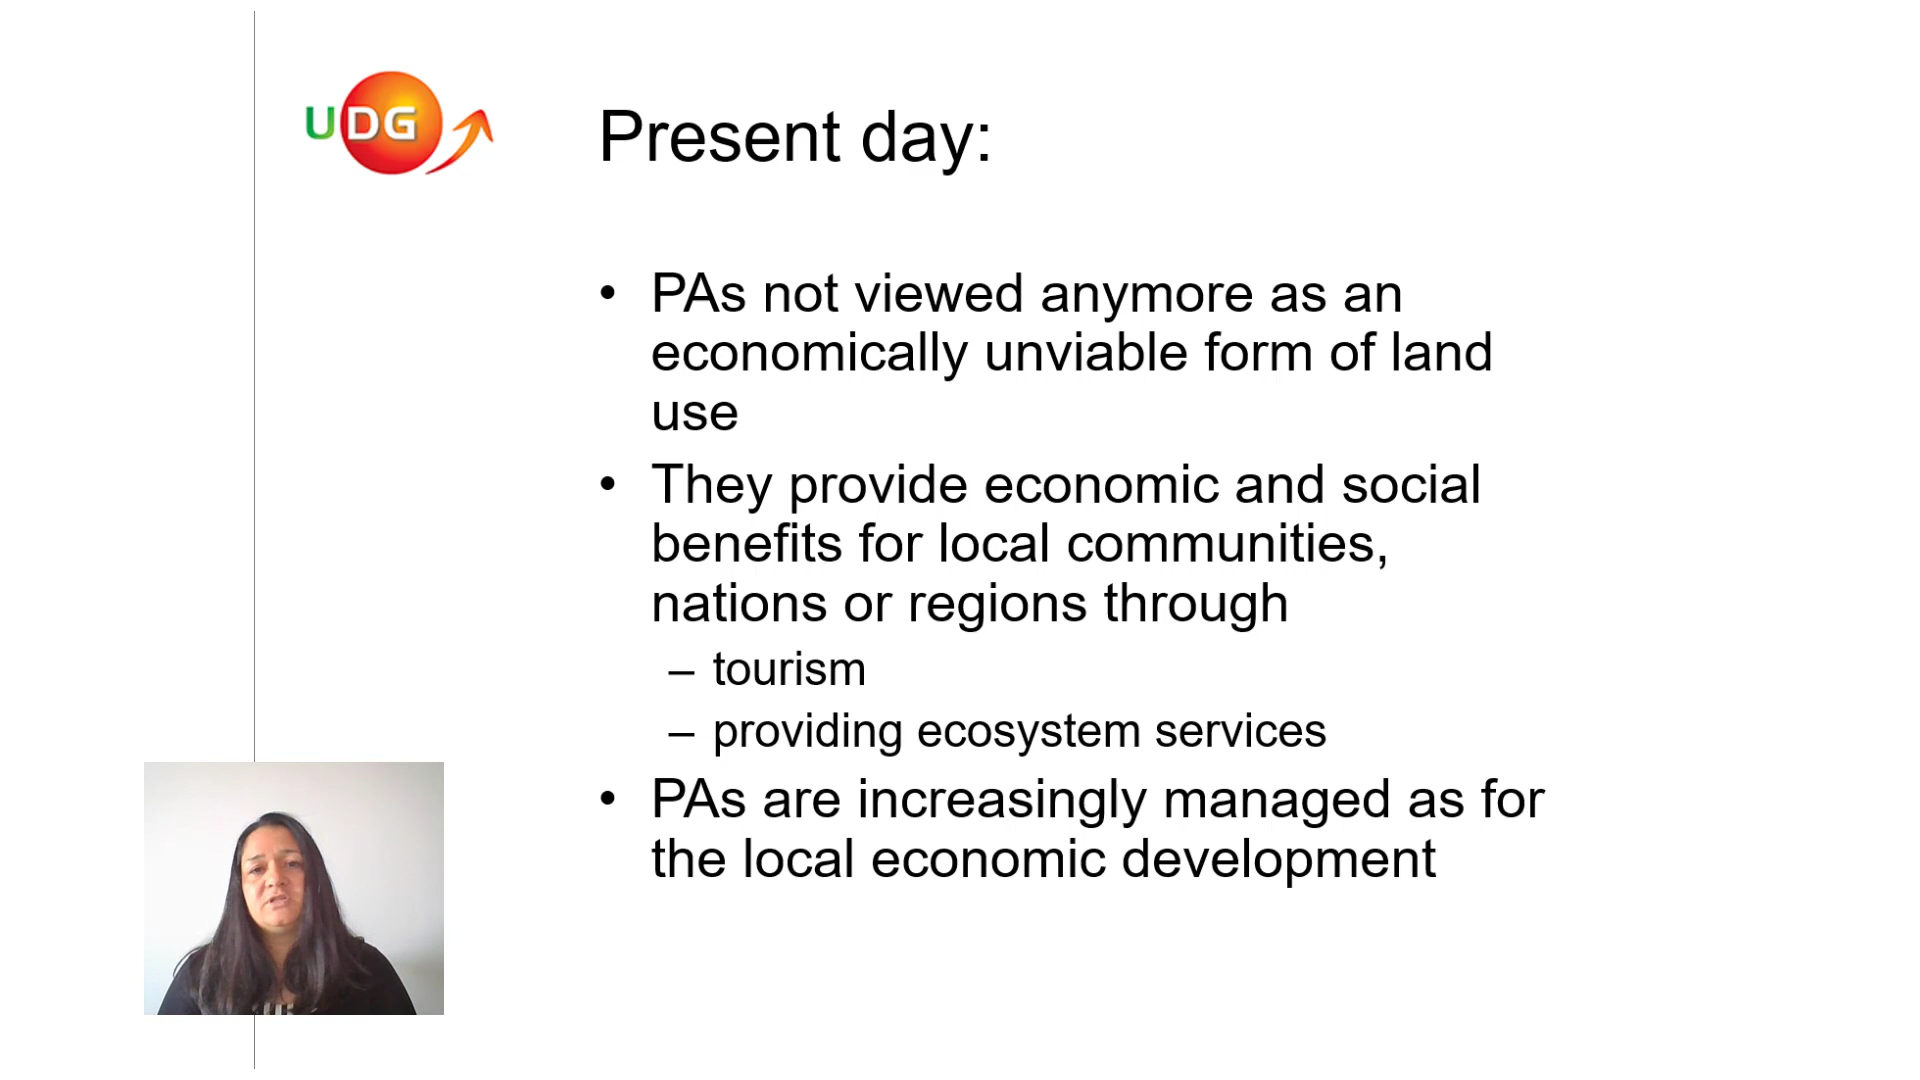 UDG
Present day:
• PAs not viewed anymore as an
economically unviable form of land
use
• They provide economic and social
benefits for local communities,
nations or regions through
– tourism
– providing ecosystem services
• PAs are increasingly managed as for
the local economic development